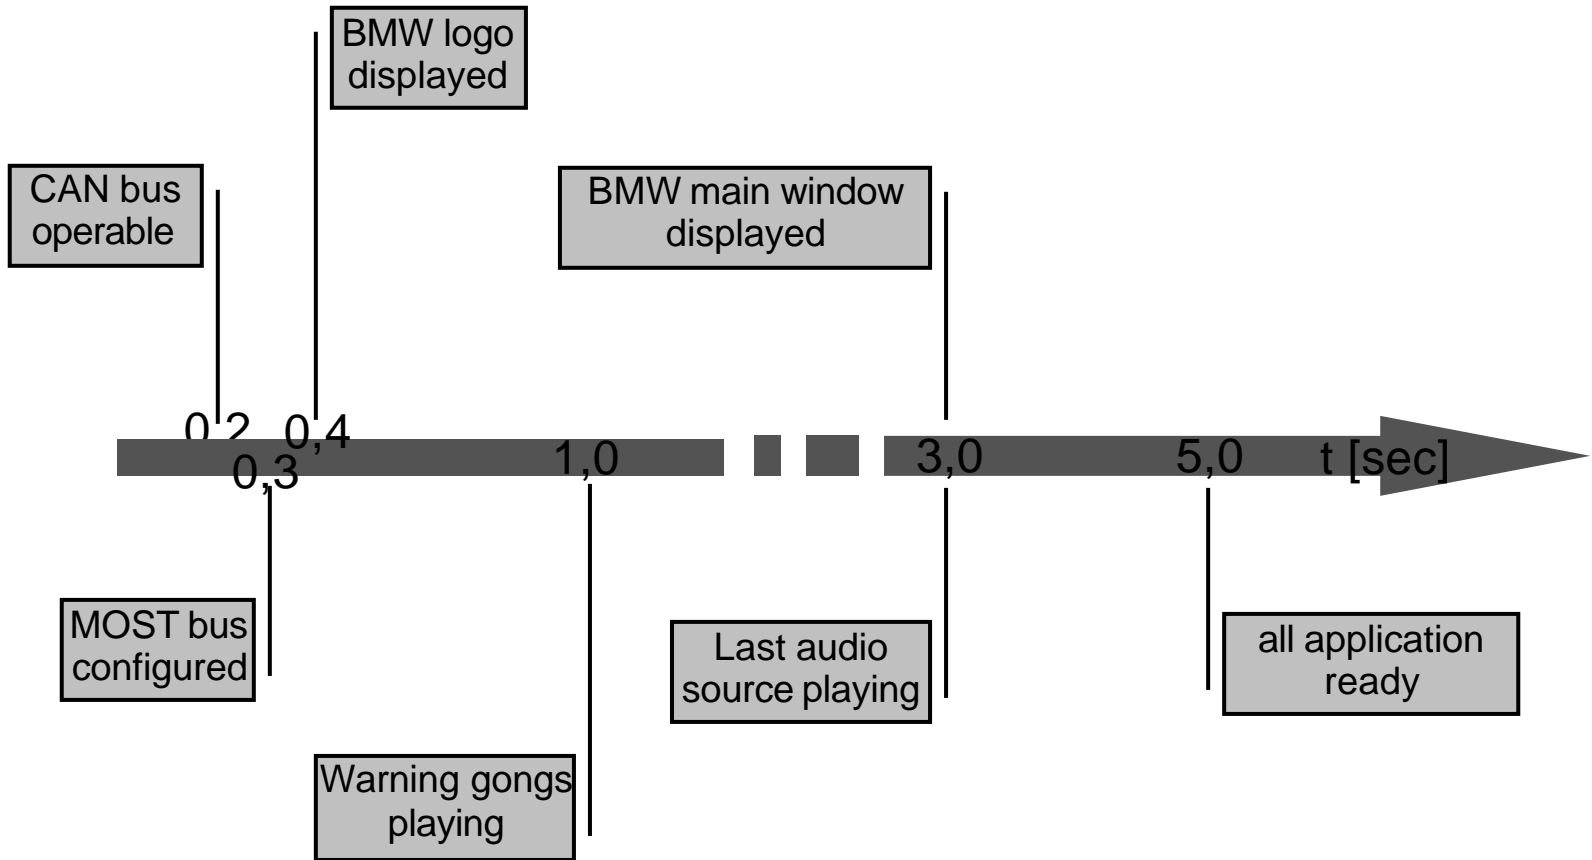 BMW logo
displayed
CAN bus
operable
BMW main window
displayed
0,2
0,4
0,3
1,0
3,0
5,0
t [sec]
MOST bus
configured
Last audio
source playing
all application
ready
Warning gongs
playing